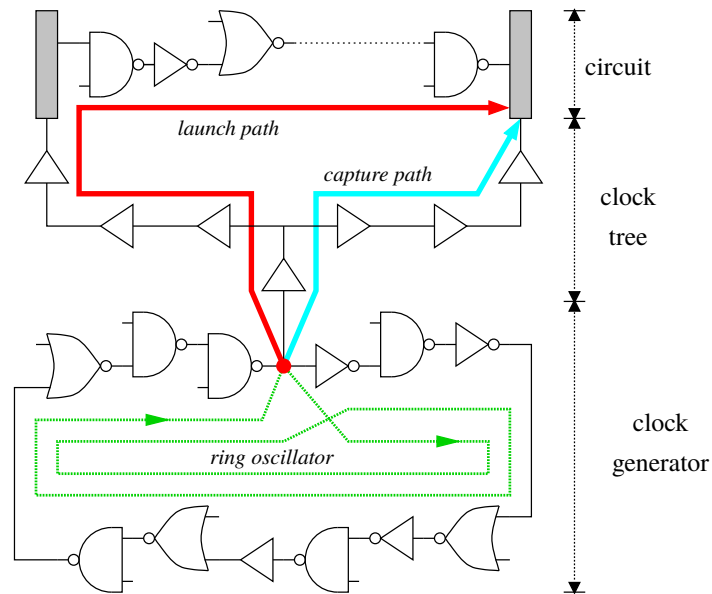 circuit
launch path
capture path
clock
tree
ring oscillator
clock
generator